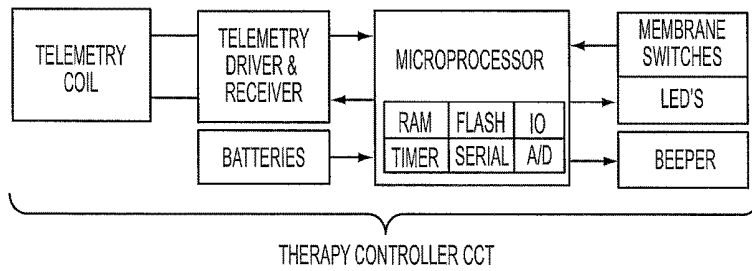 TELEMETRY
COIL
TELEMETRY
DRIVER &
RECEIVER
BATTERIES
MICROPROCESSOR
RAM FLASH IO
TIMER SERIAL A/D
MEMBRANE
SWITCHES
LED'S
BEEPER
THERAPY CONTROLLER CCT